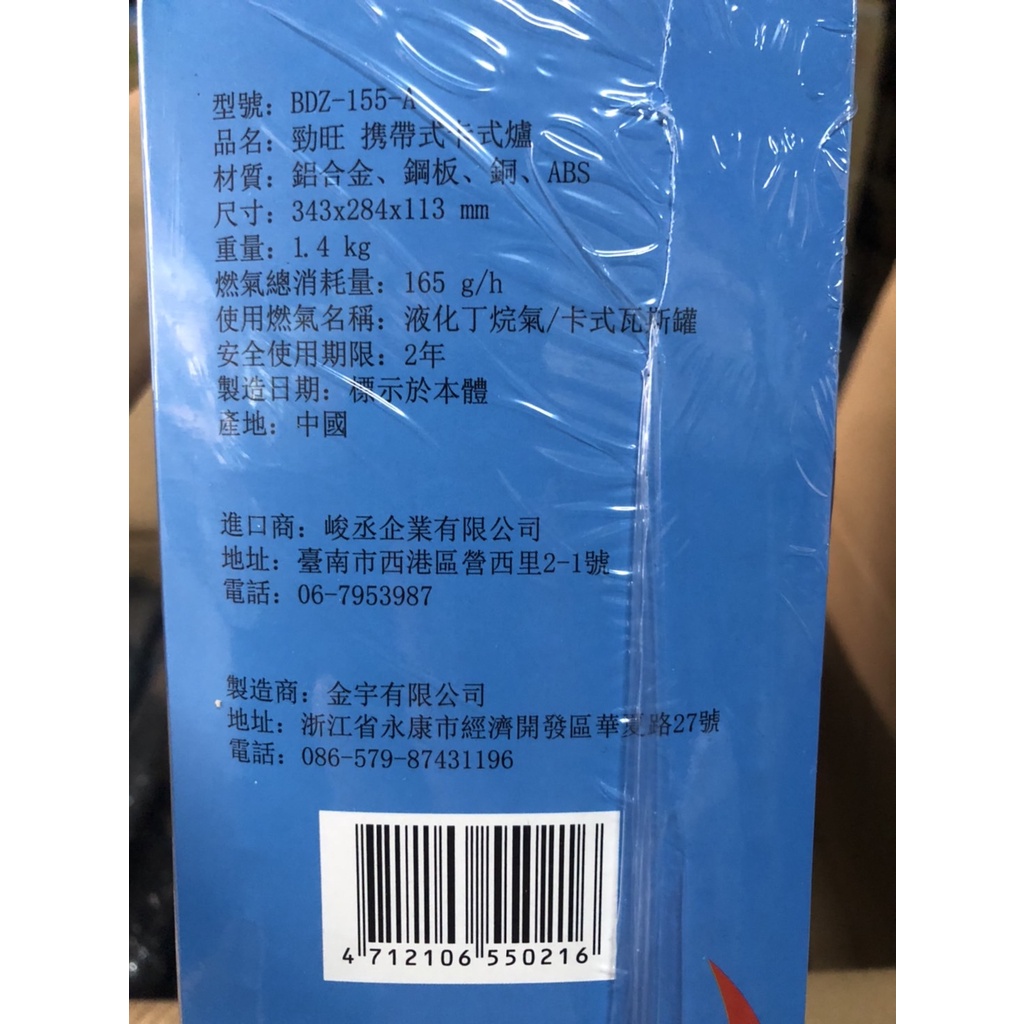 型號：BDZ-155-A
品名：勁旺 携帶式卡式爐
材質：鋁合金、鋼板、銅、ABS
尺寸：343x284x113 mm
重量：1.4 kg
燃氣總消耗量：165 g/h
使用燃氣名稱：液化丁烷氣/卡式瓦斯罐
安全使用期限：2年
製造日期：標示於本體
產地：中國
進口商：峻丞企業有限公司
地址：臺南市西港區營西里2-1號
電話：06-7953987
製造商：金宇有限公司
地址：浙江省永康市經濟開發區華夏路27號
電話：086-579-87431196
4 712106 550216